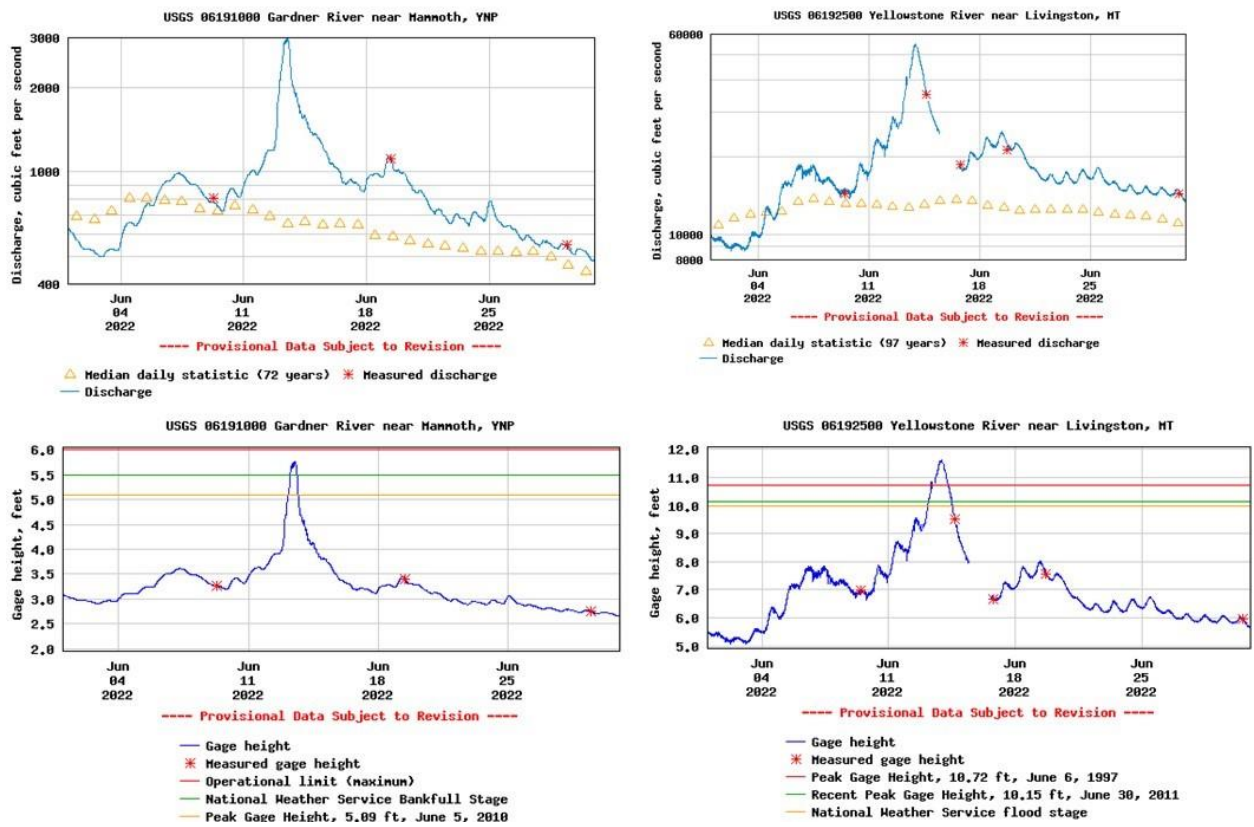 USGS 06191000 Gardner River near Mammoth, YNP
Discharge, cubic feet per second
3000
2000
1000
400
Jun 04 2022
Jun 11 2022
Jun 18 2022
Jun 25 2022
---- Provisional Data Subject to Revision ----
Median daily statistic (72 years) Measured discharge
Discharge
USGS 06192500 Yellowstone River near Livingston, MT
Discharge, cubic feet per second
60000
10000
8000
Jun 04 2022
Jun 11 2022
Jun 18 2022
Jun 25 2022
---- Provisional Data Subject to Revision ----
Median daily statistic (97 years) Measured discharge
Discharge
USGS 06191000 Gardner River near Mammoth, YNP
Gage height, feet
6.0
5.5
5.0
4.5
4.0
3.5
3.0
2.5
2.0
Jun 04 2022
Jun 11 2022
Jun 18 2022
Jun 25 2022
---- Provisional Data Subject to Revision ----
Gage height
Measured gage height
Operational limit (maximum)
National Weather Service Bankfull Stage
Peak Gage Height, 5.09 ft, June 5, 2010
USGS 06192500 Yellowstone River near Livingston, MT
Gage height, feet
12.0
11.0
10.0
9.0
8.0
7.0
6.0
5.0
Jun 04 2022
Jun 11 2022
Jun 18 2022
Jun 25 2022
---- Provisional Data Subject to Revision ----
Gage height
Measured gage height
Peak Gage Height, 10.72 ft, June 6, 1997
Recent Peak Gage Height, 10.15 ft, June 30, 2011
National Weather Service flood stage